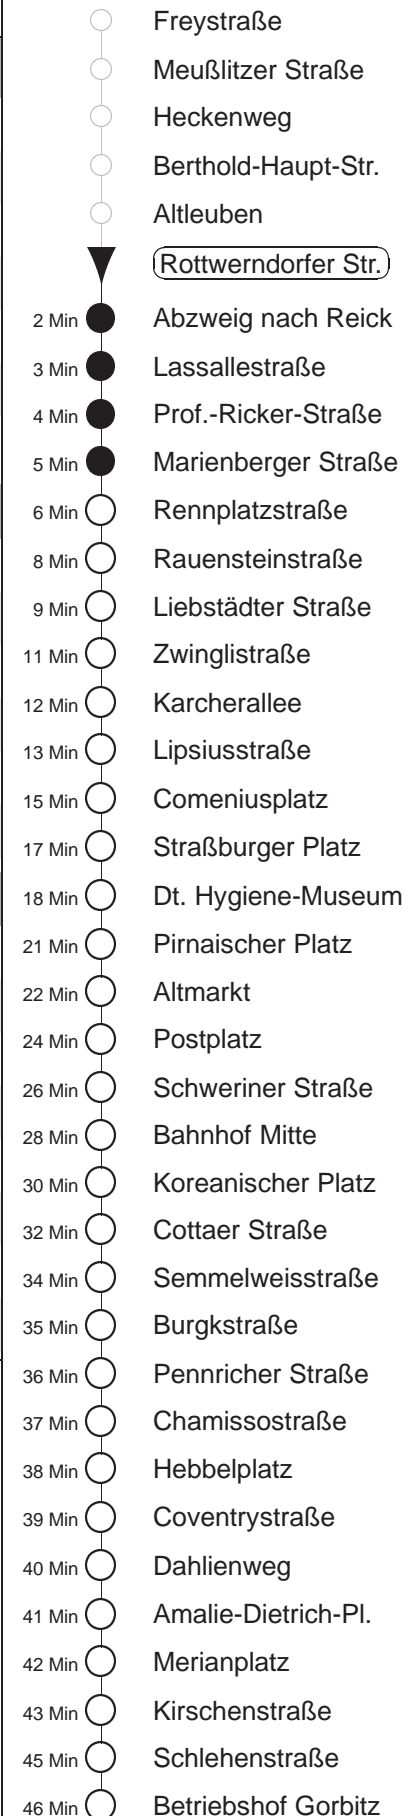 Freystraße
Meußlitzer Straße
Heckenweg
Berthold-Haupt-Str.
Altleuben
Rottwerndorfer Str.
2 Min Abzweig nach Reick
3 Min Lassallestraße
4 Min Prof.-Ricker-Straße
5 Min Marienberger Straße
6 Min Rennplatzstraße
8 Min Rauensteinstraße
9 Min Liebstädter Straße
11 Min Zwinglistraße
12 Min Karcherallee
13 Min Lipsiusstraße
15 Min Comeniusplatz
17 Min Straßburger Platz
18 Min Dt. Hygiene-Museum
21 Min Pirnaischer Platz
22 Min Altmarkt
24 Min Postplatz
26 Min Schweriner Straße
28 Min Bahnhof Mitte
30 Min Koreanischer Platz
32 Min Cottaer Straße
34 Min Semmelweisstraße
35 Min Burgkstraße
36 Min Pennricher Straße
37 Min Chamissostraße
38 Min Hebbelplatz
39 Min Coventrystraße
40 Min Dahlienweg
41 Min Amalie-Dietrich-Pl.
42 Min Merianplatz
43 Min Kirschenstraße
45 Min Schlehenstraße
46 Min Betriebshof Gorbitz